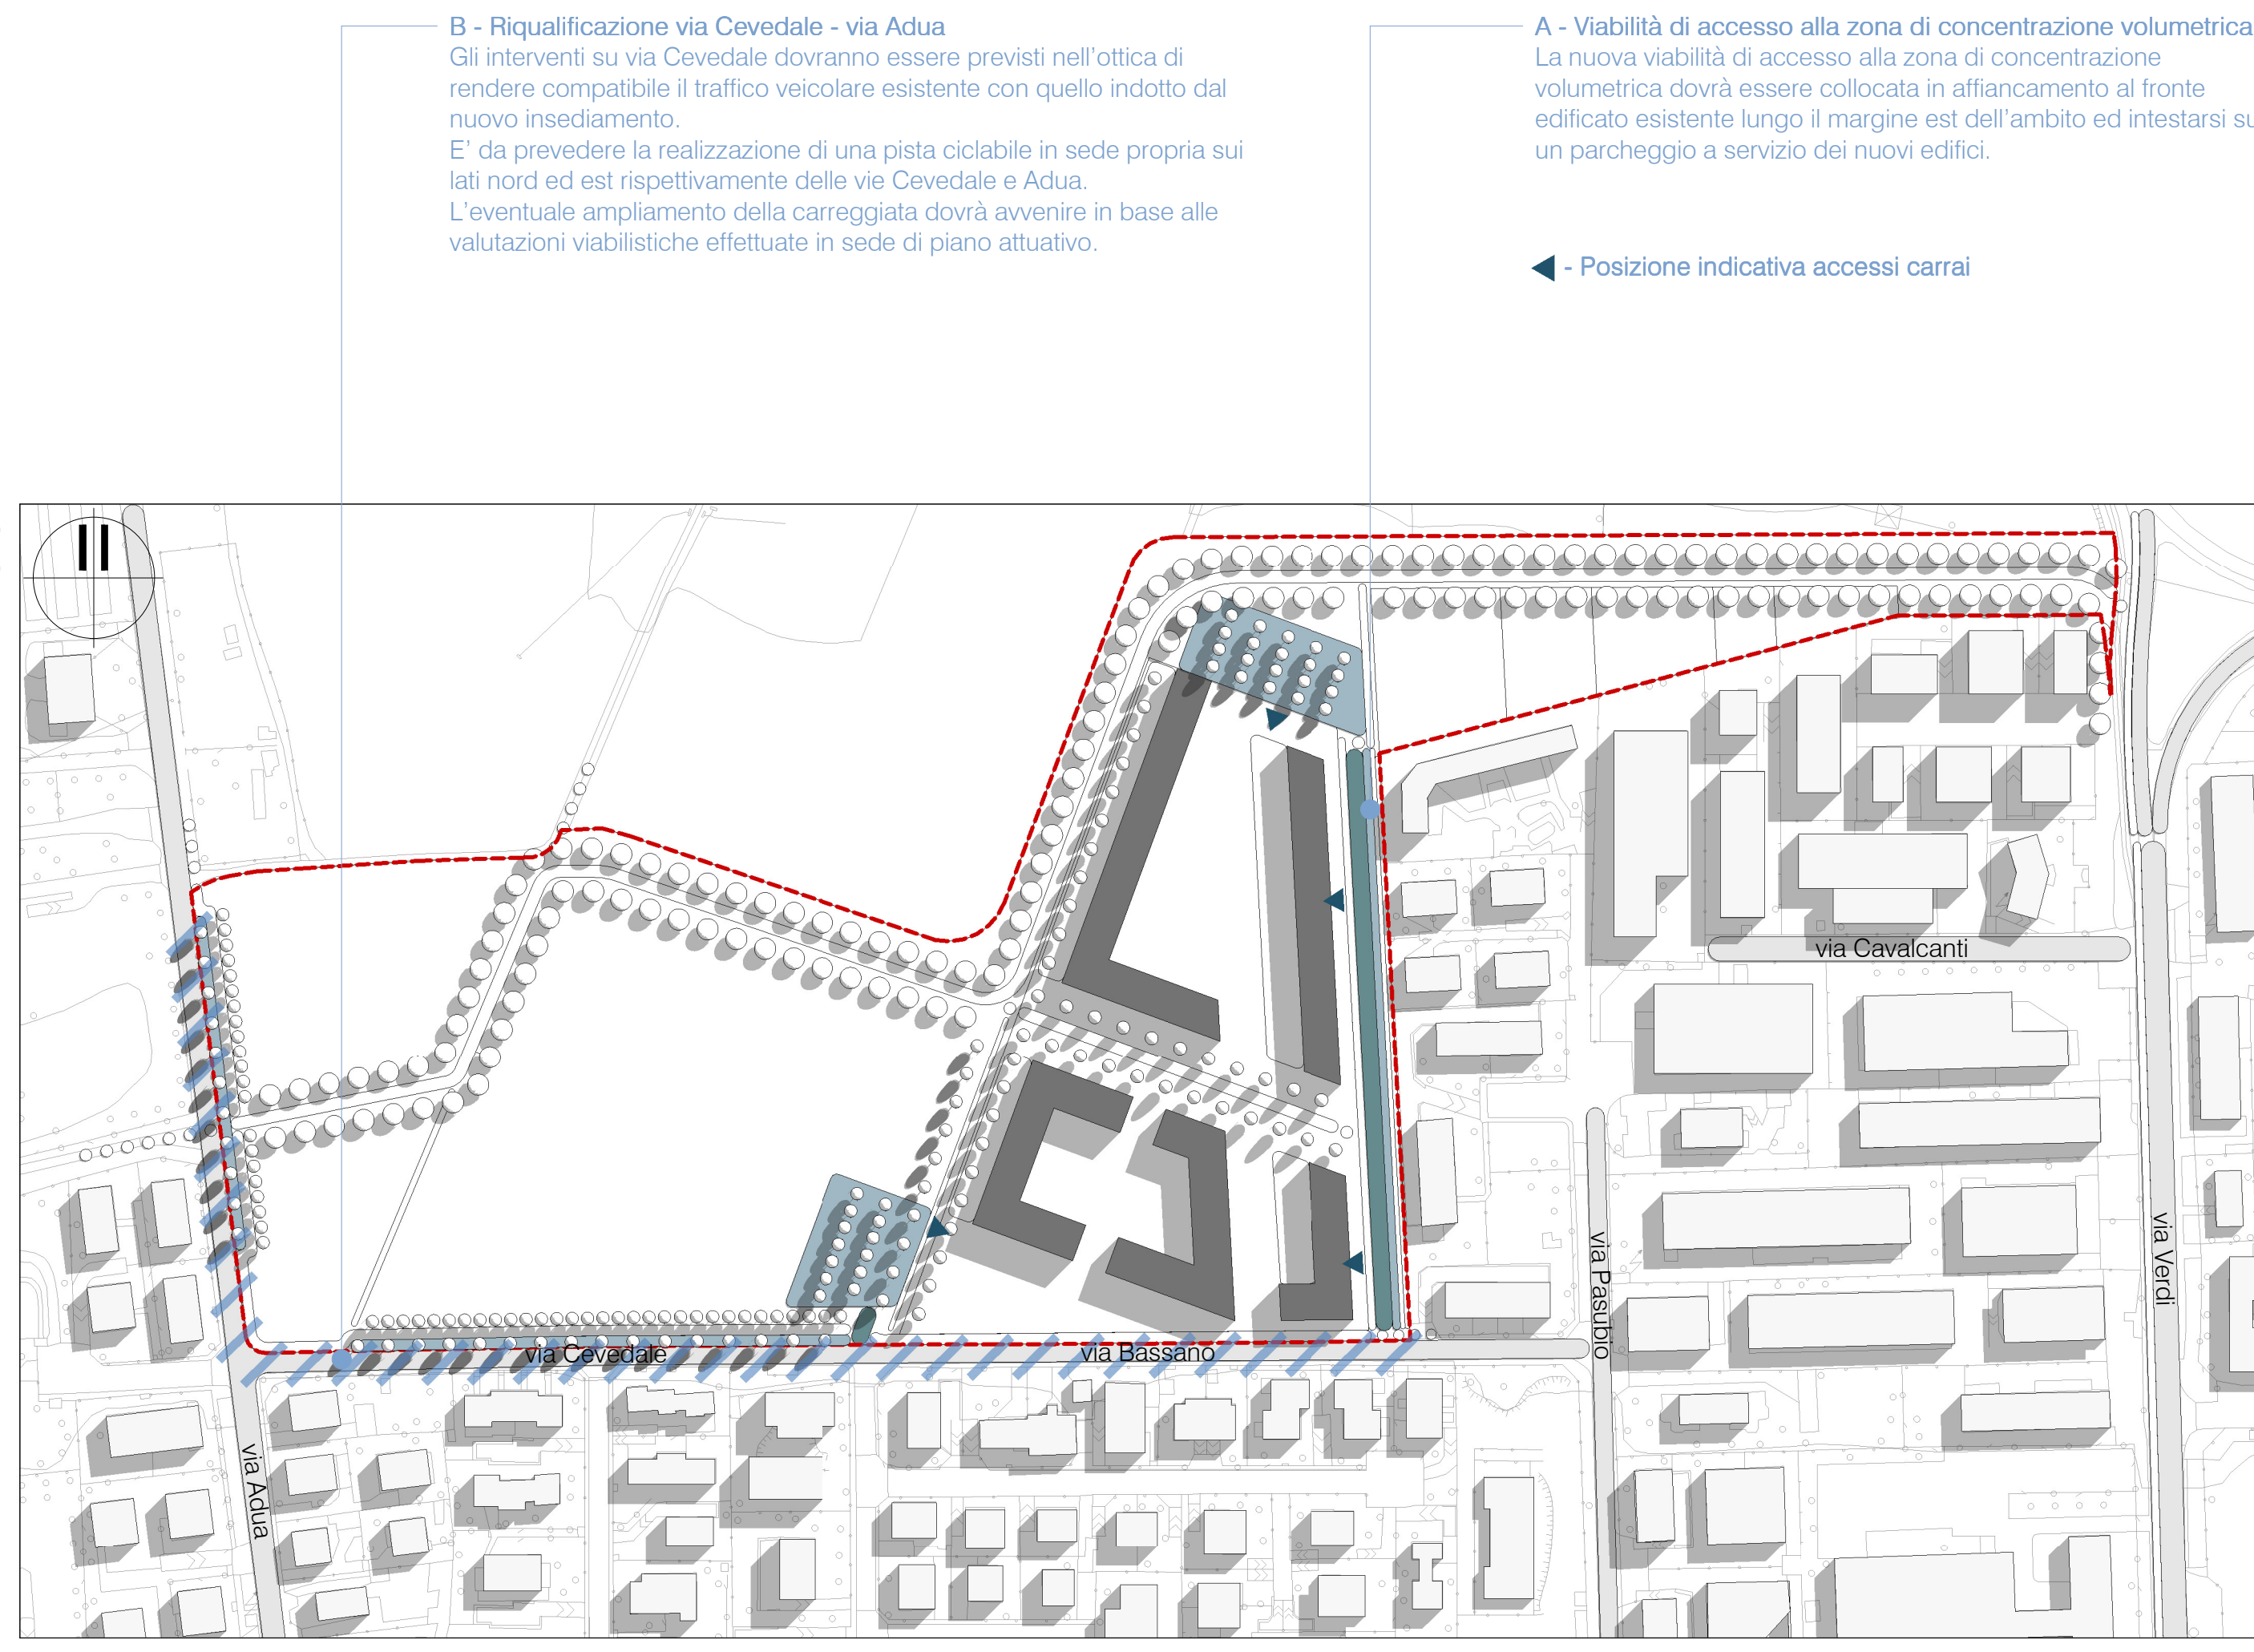 B - Riqualificazione via Cevedale - via Adua
Gli interventi su via Cevedale dovranno essere previsti nell’ottica di
rendere compatibile il traffico veicolare esistente con quello indotto dal
nuovo insediamento.
E’ da prevedere la realizzazione di una pista ciclabile in sede propria sui
lati nord ed est rispettivamente delle vie Cevedale e Adua.
L’eventuale ampliamento della carreggiata dovrà avvenire in base alle
valutazioni viabilistiche effettuate in sede di piano attuativo.
A - Viabilità di accesso alla zona di concentrazione volumetrica
La nuova viabilità di accesso alla zona di concentrazione
volumetrica dovrà essere collocata in affiancamento al fronte
edificato esistente lungo il margine est dell’ambito ed intestarsi su
un parcheggio a servizio dei nuovi edifici.
- Posizione indicativa accessi carrai
via Cavalcanti
via Verdi
via Pasubio
via Cevedale
via Bassano
via Adua